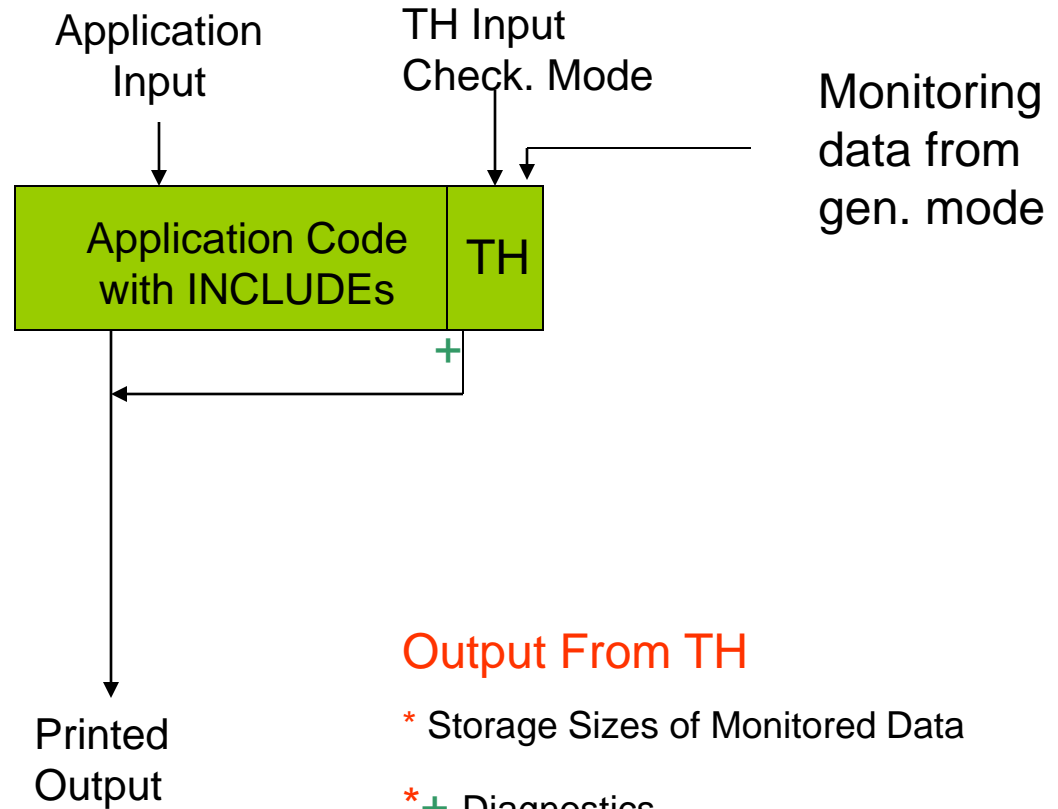 Application
Input
TH Input
Check. Mode
Monitoring
data from
gen. mode
Application Code
with INCLUDEs
TH
+
Output From TH
* Storage Sizes of Monitored Data
Printed
Output
*+ Diagnostics